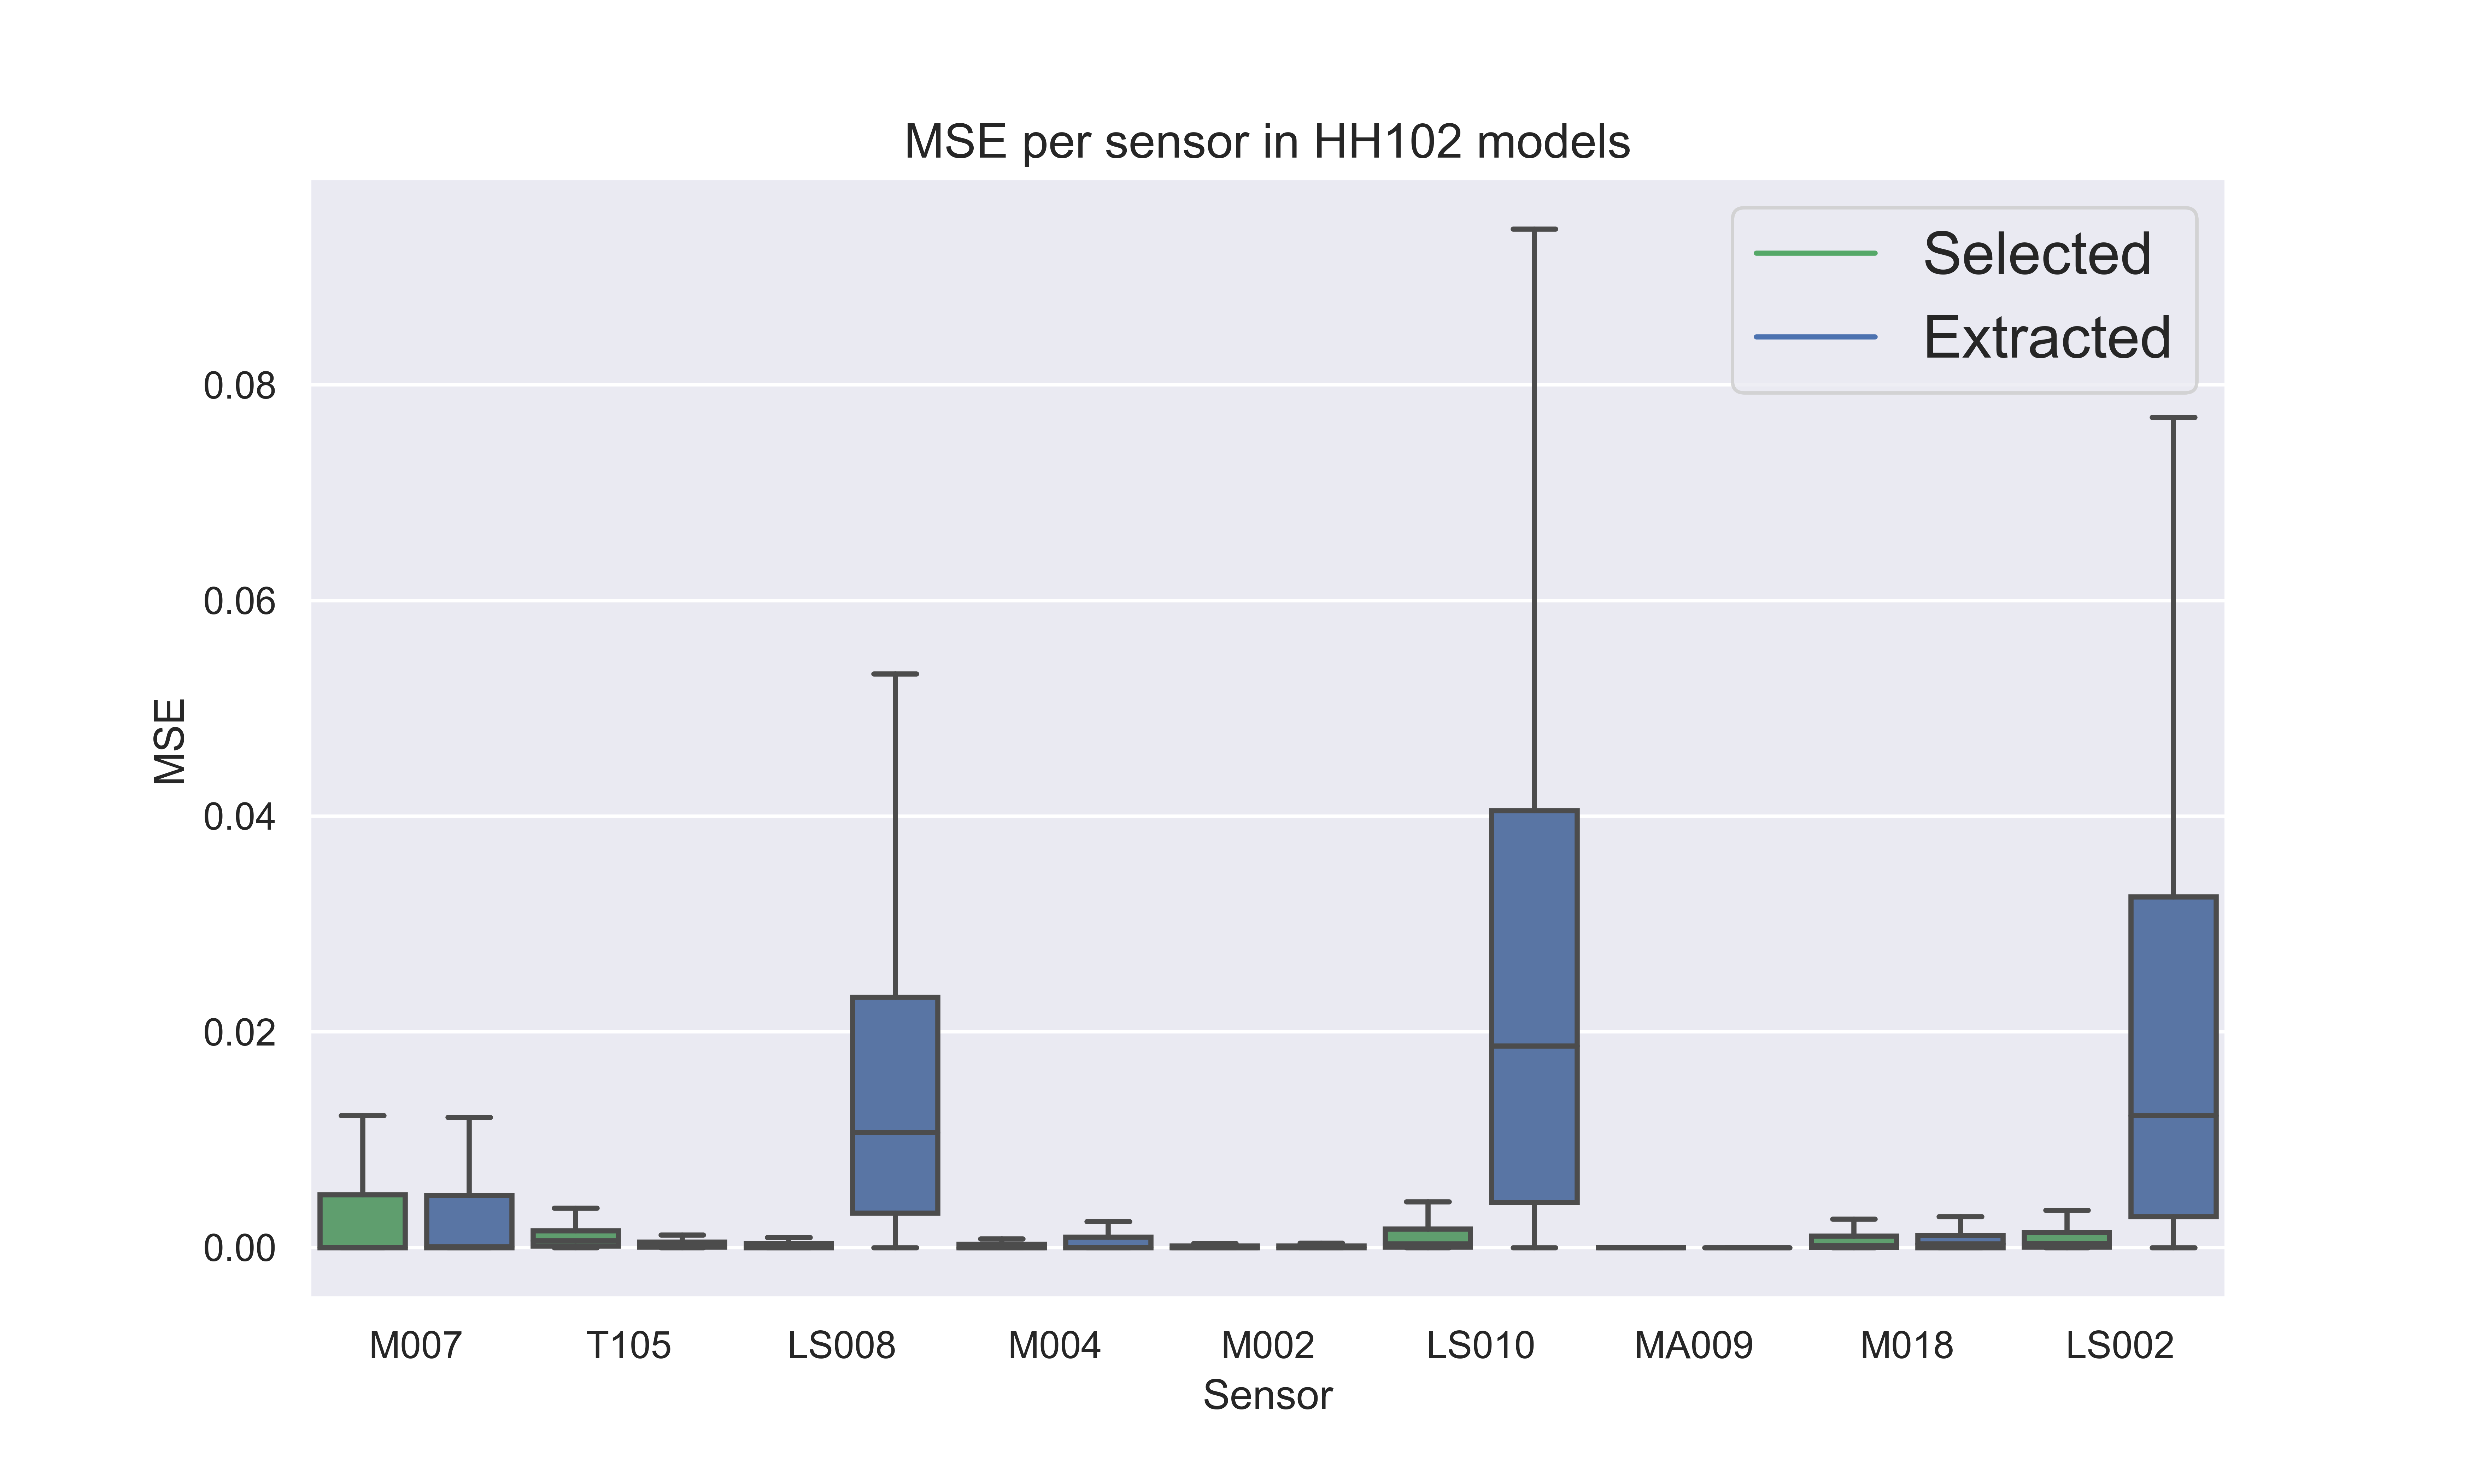 MSE per sensor in HH102 models
Selected
Extracted
0.08
0.06
0.04
0.02
0.00
MSE
M007 T105 LS008 M004 M002 LS010 MA009 M018 LS002
Sensor